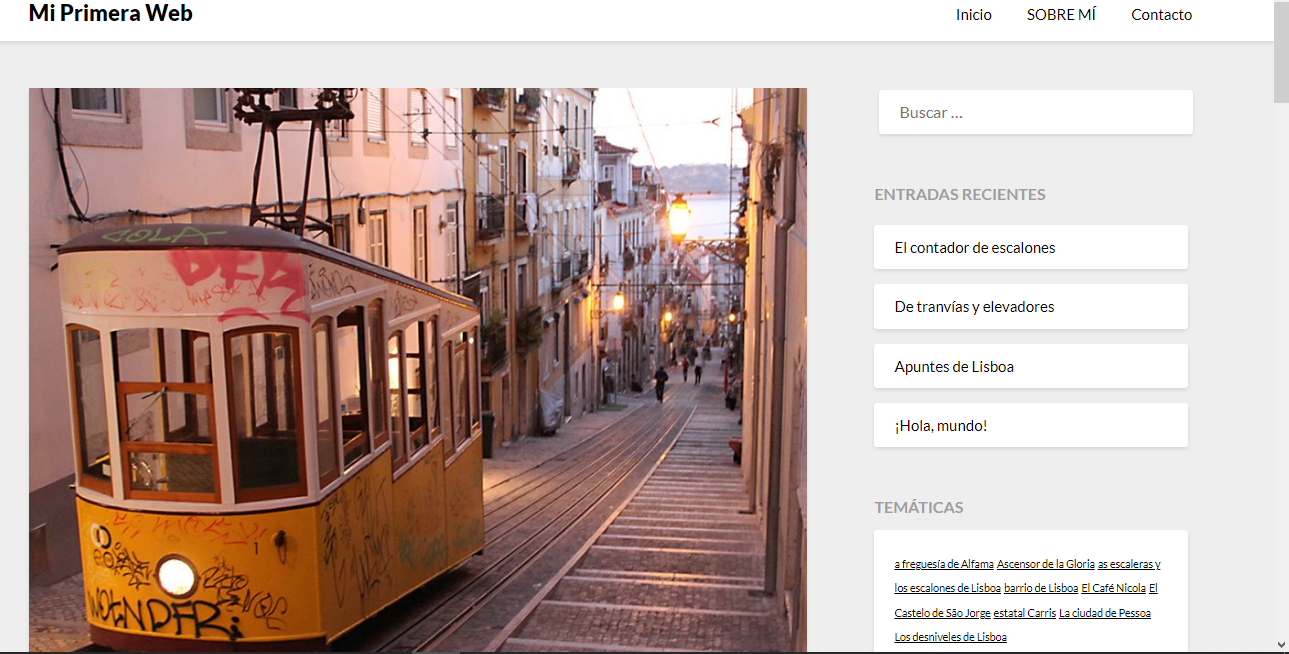 Mi Primera Web
Inicio SOBRE MÍ Contacto
COLA
WOENDFRi
1
Buscar ...
ENTRADAS RECIENTES
El contador de escalones
De tranvías y elevadores
Apuntes de Lisboa
¡Hola, mundo!
TEMÁTICAS
a freguesía de Alfama Ascensor de la Gloria as escaleras y
los escalones de Lisboa barrio de Lisboa El Café Nicola El
Castelo de São Jorge estatal Carris La ciudad de Pessoa
Los desniveles de Lisboa